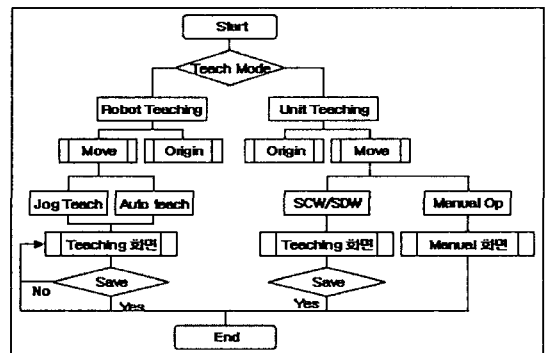 Start
Teach Mode
Robot Teaching
Unit Teaching
Move
Origin
Origin
Move
Jog Teach
Auto teach
SCW/SDW
Manual Op
Teaching 화면
Teaching 화면
Manual 화면
Save
Save
No
Yes
Yes
End